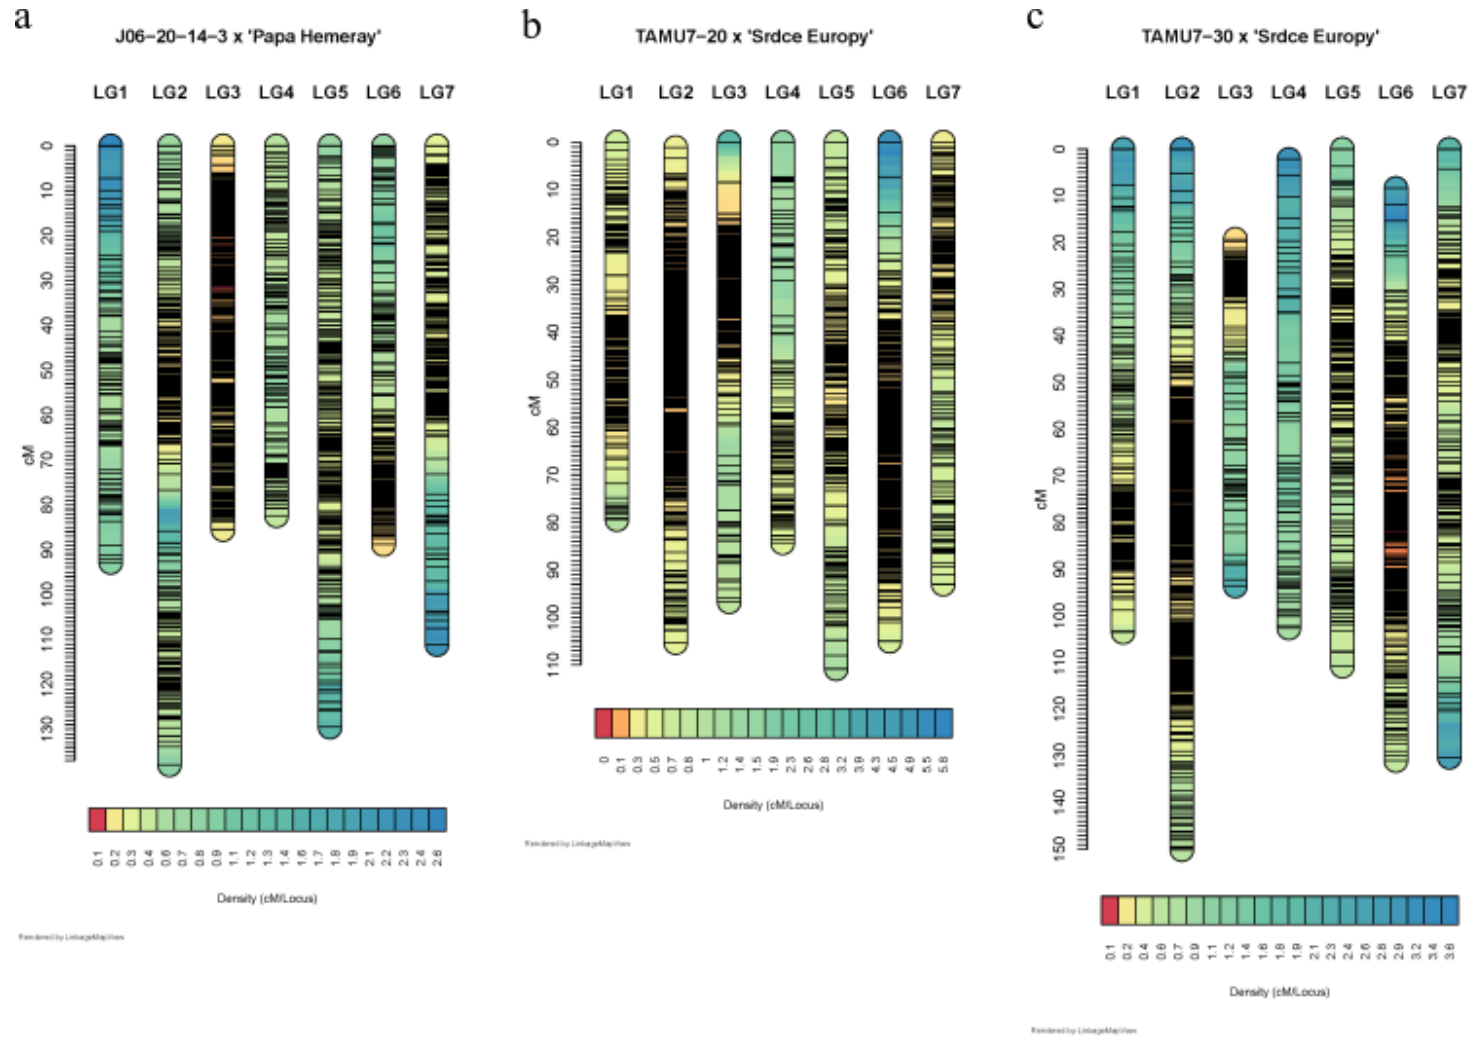 a
J06-20-14-3 x 'Papa Hemeray'
LG1 LG2 LG3 LG4 LG5 LG6 LG7
cM
0 10 20 30 40 50 60 70 80 90 100 110 120 130
0.1 0.2 0.3 0.4 0.6 0.7 0.8 0.9 1.1 1.2 1.3 1.4 1.6 1.7 1.8 1.9 2.1 2.2 2.3 2.4 2.6
Density (cM/Locus)
Rendered by LinkageMapView
b
TAMU7-20 x 'Srdce Europy'
LG1 LG2 LG3 LG4 LG5 LG6 LG7
cM
0 10 20 30 40 50 60 70 80 90 100 110
0 0.1 0.3 0.5 0.7 0.8 1 1.2 1.4 1.5 1.9 2.3 2.6 2.8 3.2 3.9 4.3 4.5 4.9 5.5 5.8
Density (cM/Locus)
Rendered by LinkageMapView
c
TAMU7-30 x 'Srdce Europy'
LG1 LG2 LG3 LG4 LG5 LG6 LG7
cM
0 10 20 30 40 50 60 70 80 90 100 110 120 130 140 150
0.1 0.2 0.4 0.6 0.7 0.9 1.1 1.2 1.4 1.6 1.8 1.9 2.1 2.3 2.4 2.6 2.8 2.9 3.2 3.4 3.6
Density (cM/Locus)
Rendered by LinkageMapView